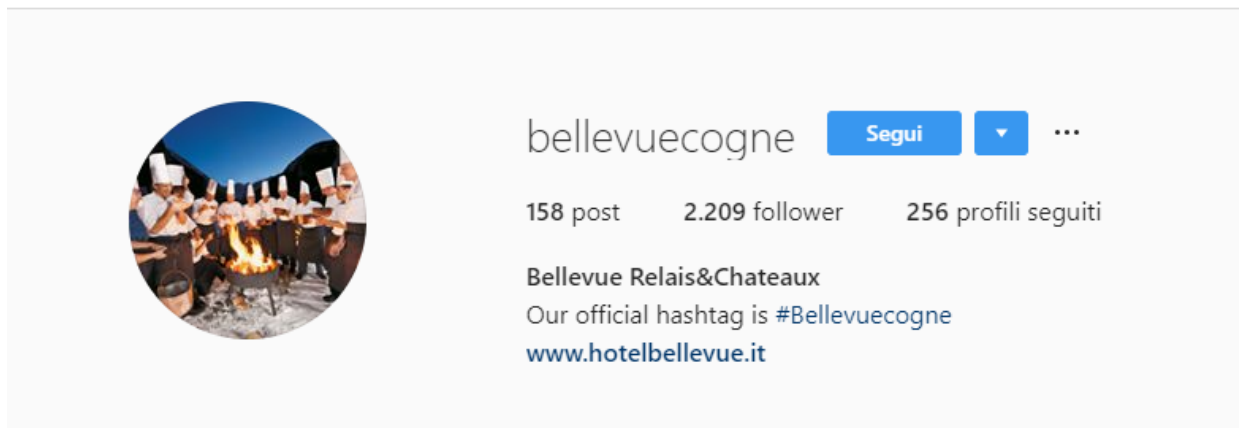 bellevuecogne Segui ...
158 post 2.209 follower 256 profili seguiti
Bellevue Relais&Chateaux
Our official hashtag is #Bellevuecogne
www.hotelbellevue.it